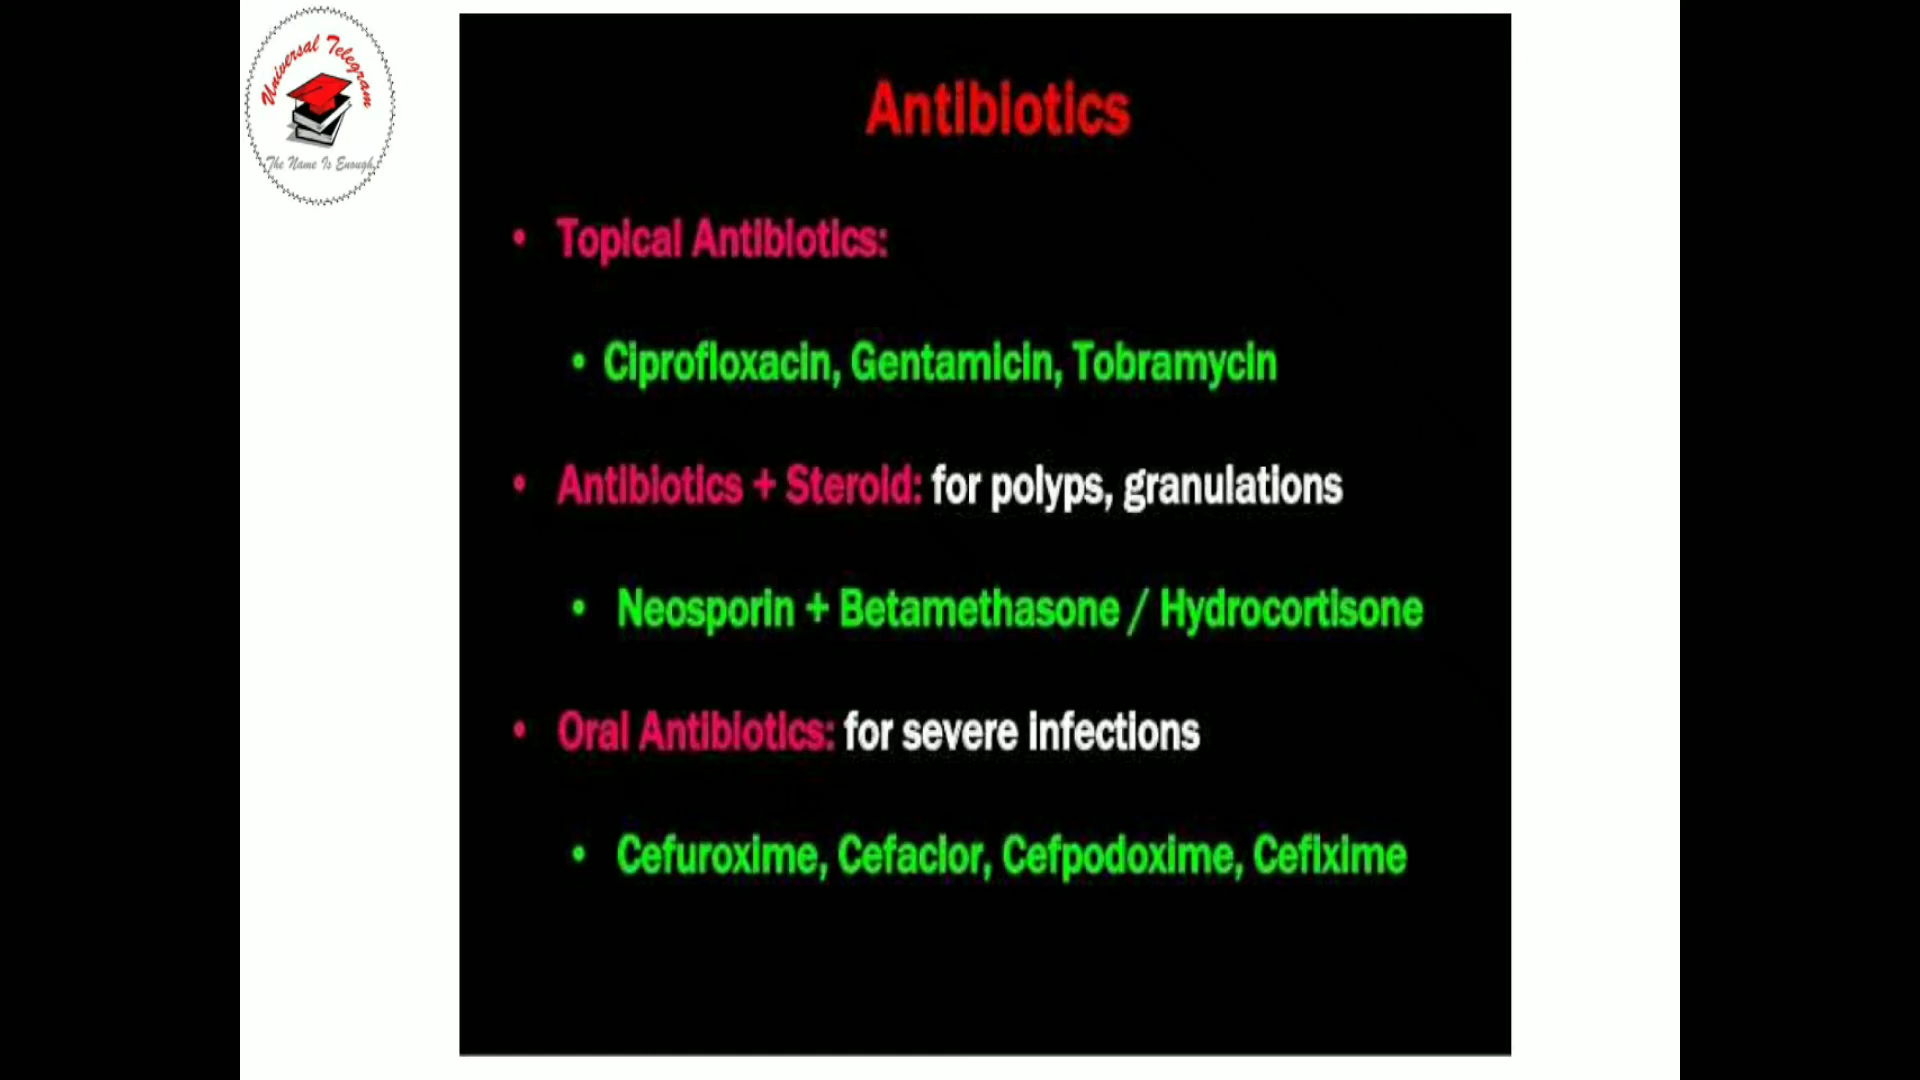 Universal Telegram
The Name Is Enough
Antibiotics
• Topical Antibiotics:
• Ciprofloxacin, Gentamicin, Tobramycin
• Antibiotics + Steroid: for polyps, granulations
• Neosporin + Betamethasone / Hydrocortisone
• Oral Antibiotics: for severe infections
• Cefuroxime, Cefaclor, Cefpodoxime, Cefixime